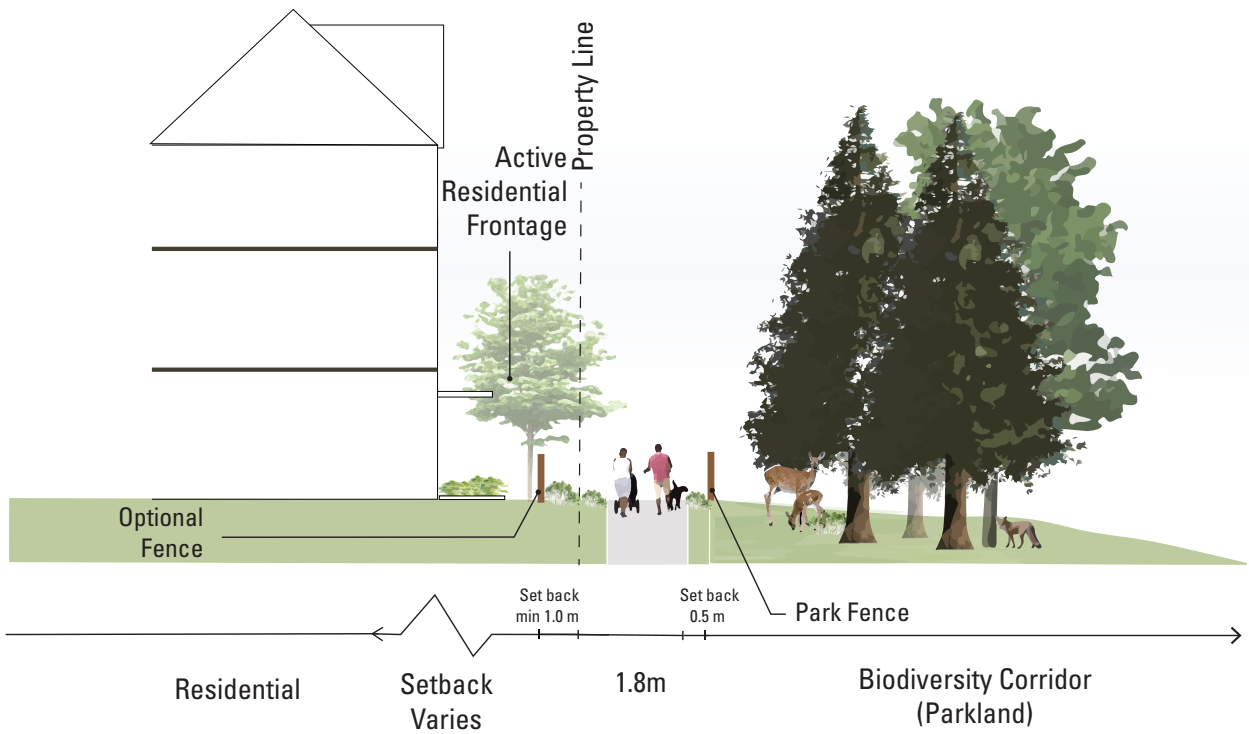 Property Line
Active
Residential
Frontage
Optional
Fence
Set back
min 1.0 m
Set back
0.5 m
Park Fence
Residential
Setback
Varies
1.8m
Biodiversity Corridor
(Parkland)